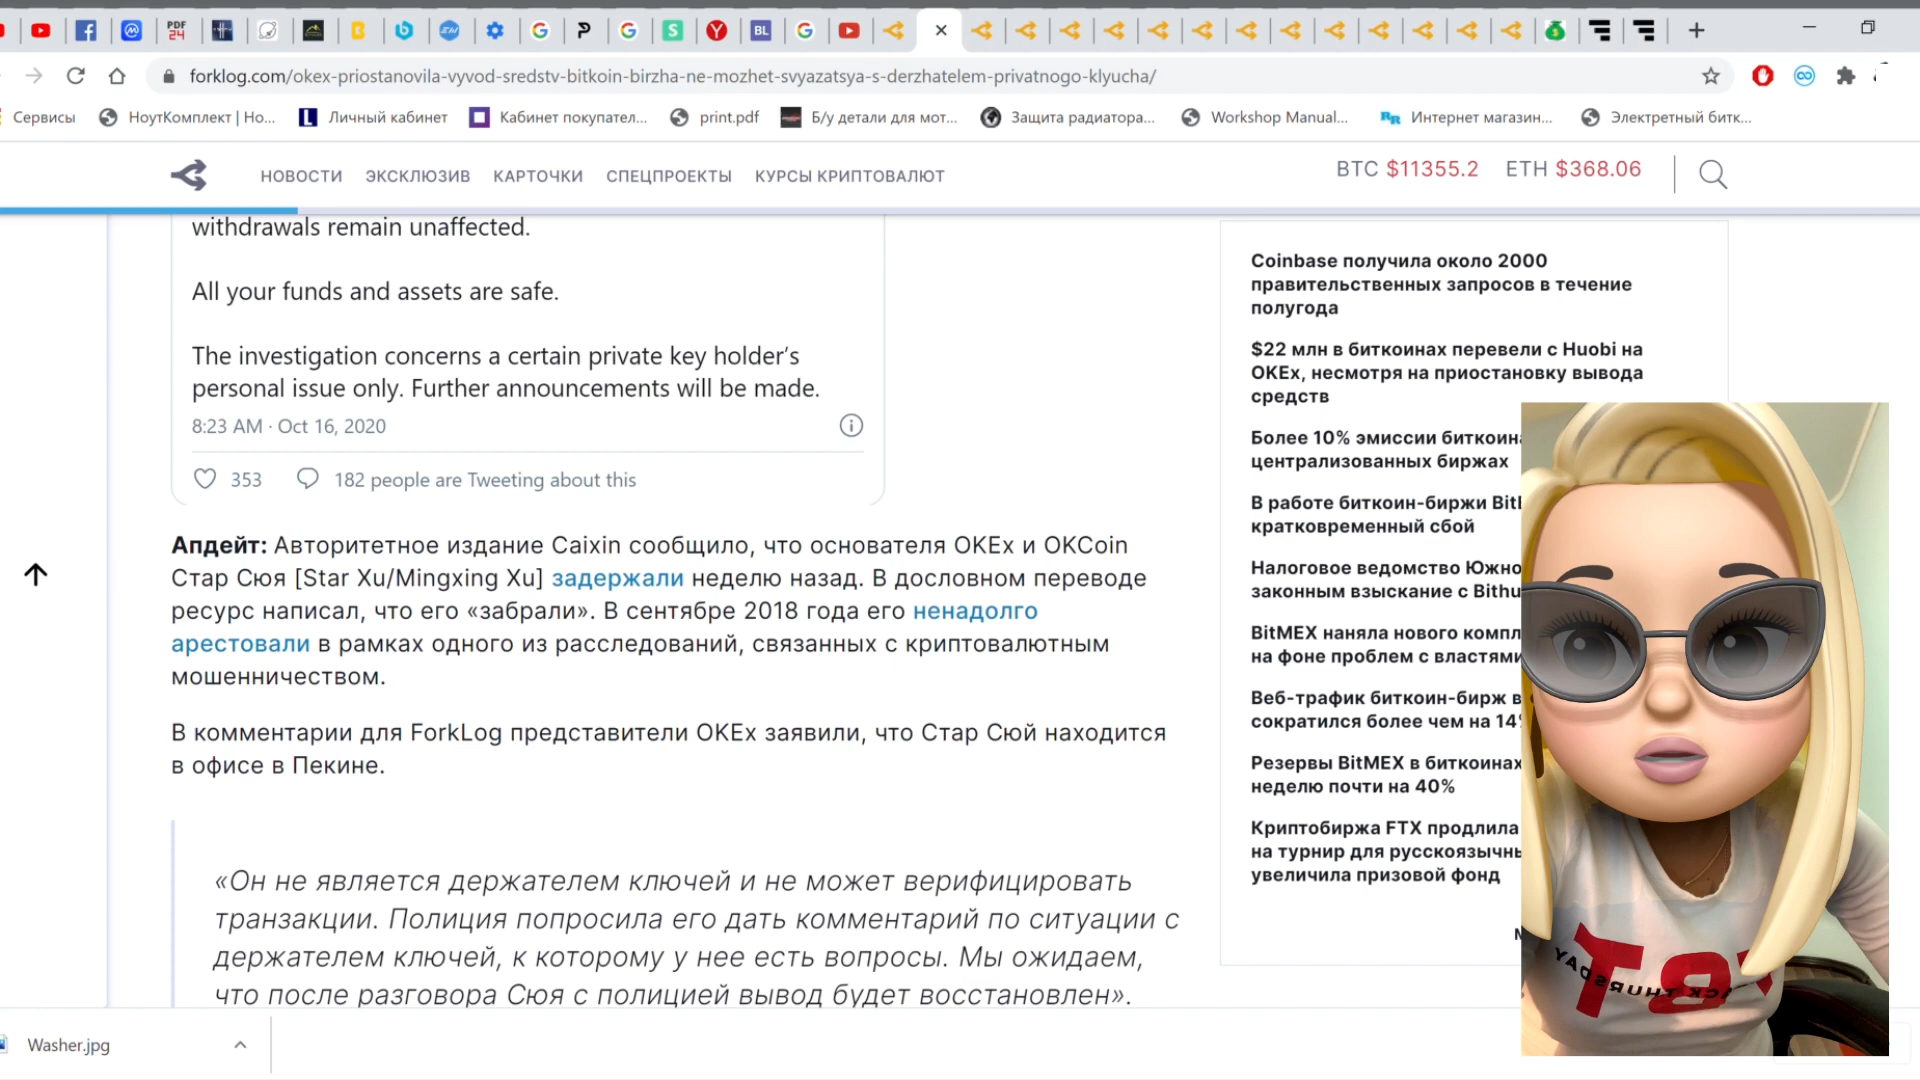 forklog.com/okex-priostanovila-vyvod-sredstv-bitkoin-birzha-ne-mozhet-svyazatsya-s-derzhatelem-privatnogo-klyucha/
Сервисы НоутКомплект | Но... Личный кабинет Кабинет покупател... print.pdf Б/у детали для мот... Защита радиатора... Workshop Manual... Интернет магазин... Электретный битк...
НОВОСТИ ЭКСКЛЮЗИВ КАРТОЧКИ СПЕЦПРОЕКТЫ КУРСЫ КРИПТОВАЛЮТ BTC $11355.2 ETH $368.06
withdrawals remain unaffected.
All your funds and assets are safe.
The investigation concerns a certain private key holder's
personal issue only. Further announcements will be made.
8:23 AM · Oct 16, 2020
353 182 people are Tweeting about this
Апдейт: Авторитетное издание Caixin сообщило, что основателя OKEx и OKCoin
Стар Сюя [Star Xu/Mingxing Xu] задержали неделю назад. В дословном переводе
ресурс написал, что его «забрали». В сентябре 2018 года его ненадолго
арестовали в рамках одного из расследований, связанных с криптовалютным
мошенничеством.
В комментарии для ForkLog представители OKEx заявили, что Стар Сюй находится
в офисе в Пекине.
«Он не является держателем ключей и не может верифицировать
транзакции. Полиция попросила его дать комментарий по ситуации с
держателем ключей, к которому у нее есть вопросы. Мы ожидаем,
что после разговора Сюя с полицией вывод будет восстановлен».
Coinbase получила около 2000
правительственных запросов в течение
полугода
$22 млн в биткоинах перевели с Huobi на
OKEx, несмотря на приостановку вывода
средств
Более 10% эмиссии биткоин
централизованных биржах
В работе биткоин-биржи Bit
кратковременный сбой
Налоговое ведомство Южно
законным взыскание с Bithu
BitMEX наняла нового компл
на фоне проблем с властями
Веб-трафик биткоин-бирж в
сократился более чем на 14
Резервы BitMEX в биткоинах
неделю почти на 40%
Криптобиржа FTX продлила
на турнир для русскоязычн
увеличила призовой фонд
Washer.jpg